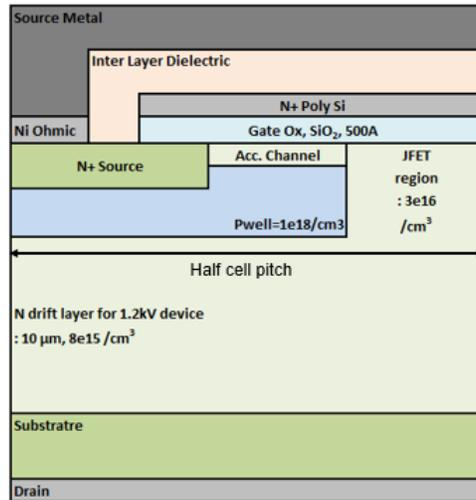 Source Metal
Inter Layer Dielectric
N+ Poly Si
Ni Ohmic
Gate Ox, SiO2, 500A
N+ Source
Acc. Channel
JFET
region
: 3e16
/cm3
Pwell=1e18/cm3
Half cell pitch
N drift layer for 1.2kV device
: 10 μm, 8e15 /cm3
Substratre
Drain